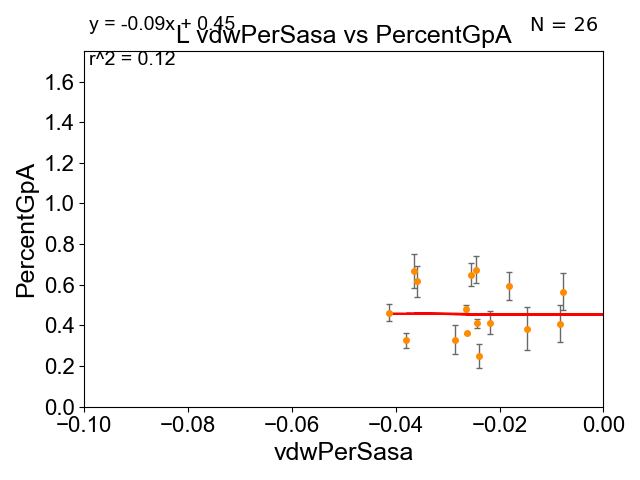 y = -0.09x + 0.45
L vdwPerSasa vs PercentGpA
N = 26
r^2 = 0.12
PercentGpA
1.6
1.4
1.2
1.0
0.8
0.6
0.4
0.2
0.0
−0.10
−0.08
−0.06
−0.04
−0.02
0.00
vdwPerSasa